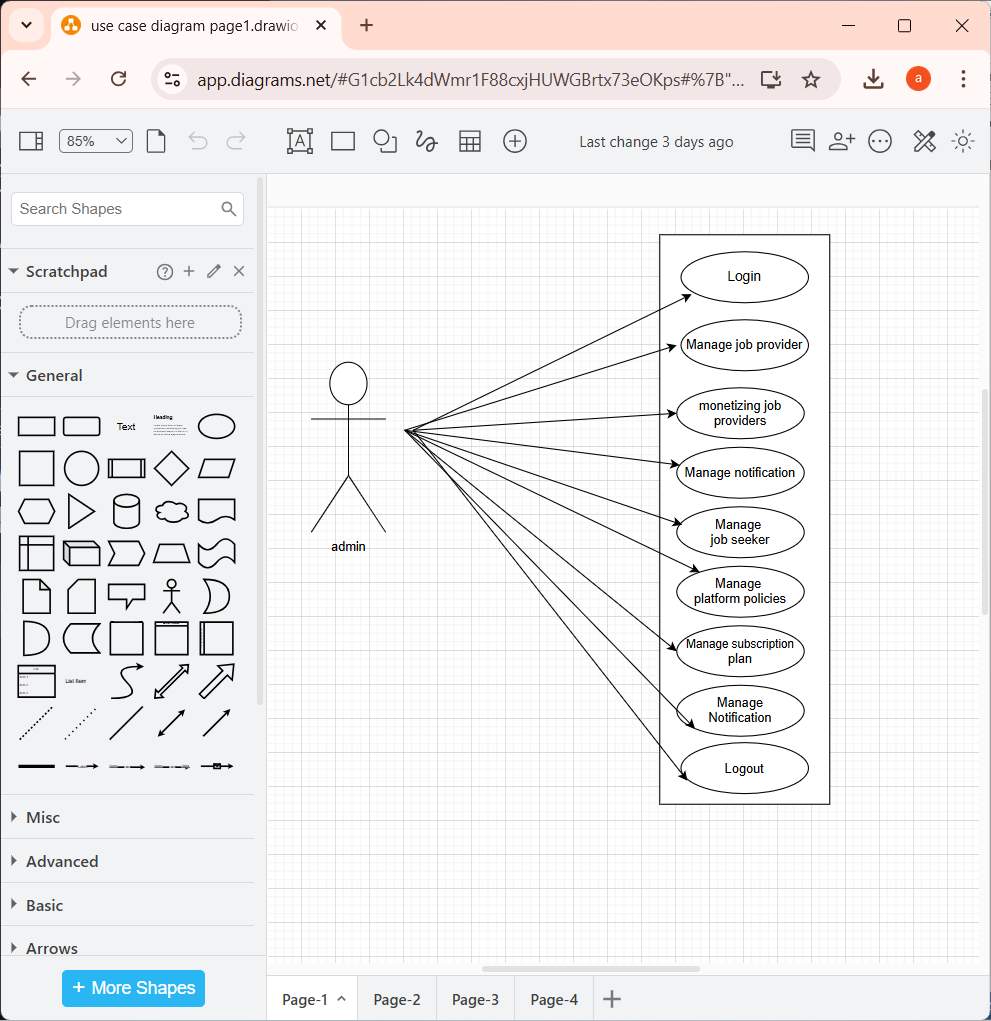 use case diagram page1.drawio
app.diagrams.net/#G1cb2Lk4dWmr1F88cxjHUWGBrtx73eOKps#%7B"...
a
85%
A
Last change 3 days ago
Search Shapes
Scratchpad
Drag elements here
General
Text
Heading
List Item
Misc
Advanced
Basic
Arrows
+ More Shapes
admin
Login
Manage job provider
monetizing job
providers
Manage notification
Manage
job seeker
Manage
platform policies
Manage subscription
plan
Manage
Notification
Logout
Page-1
Page-2
Page-3
Page-4